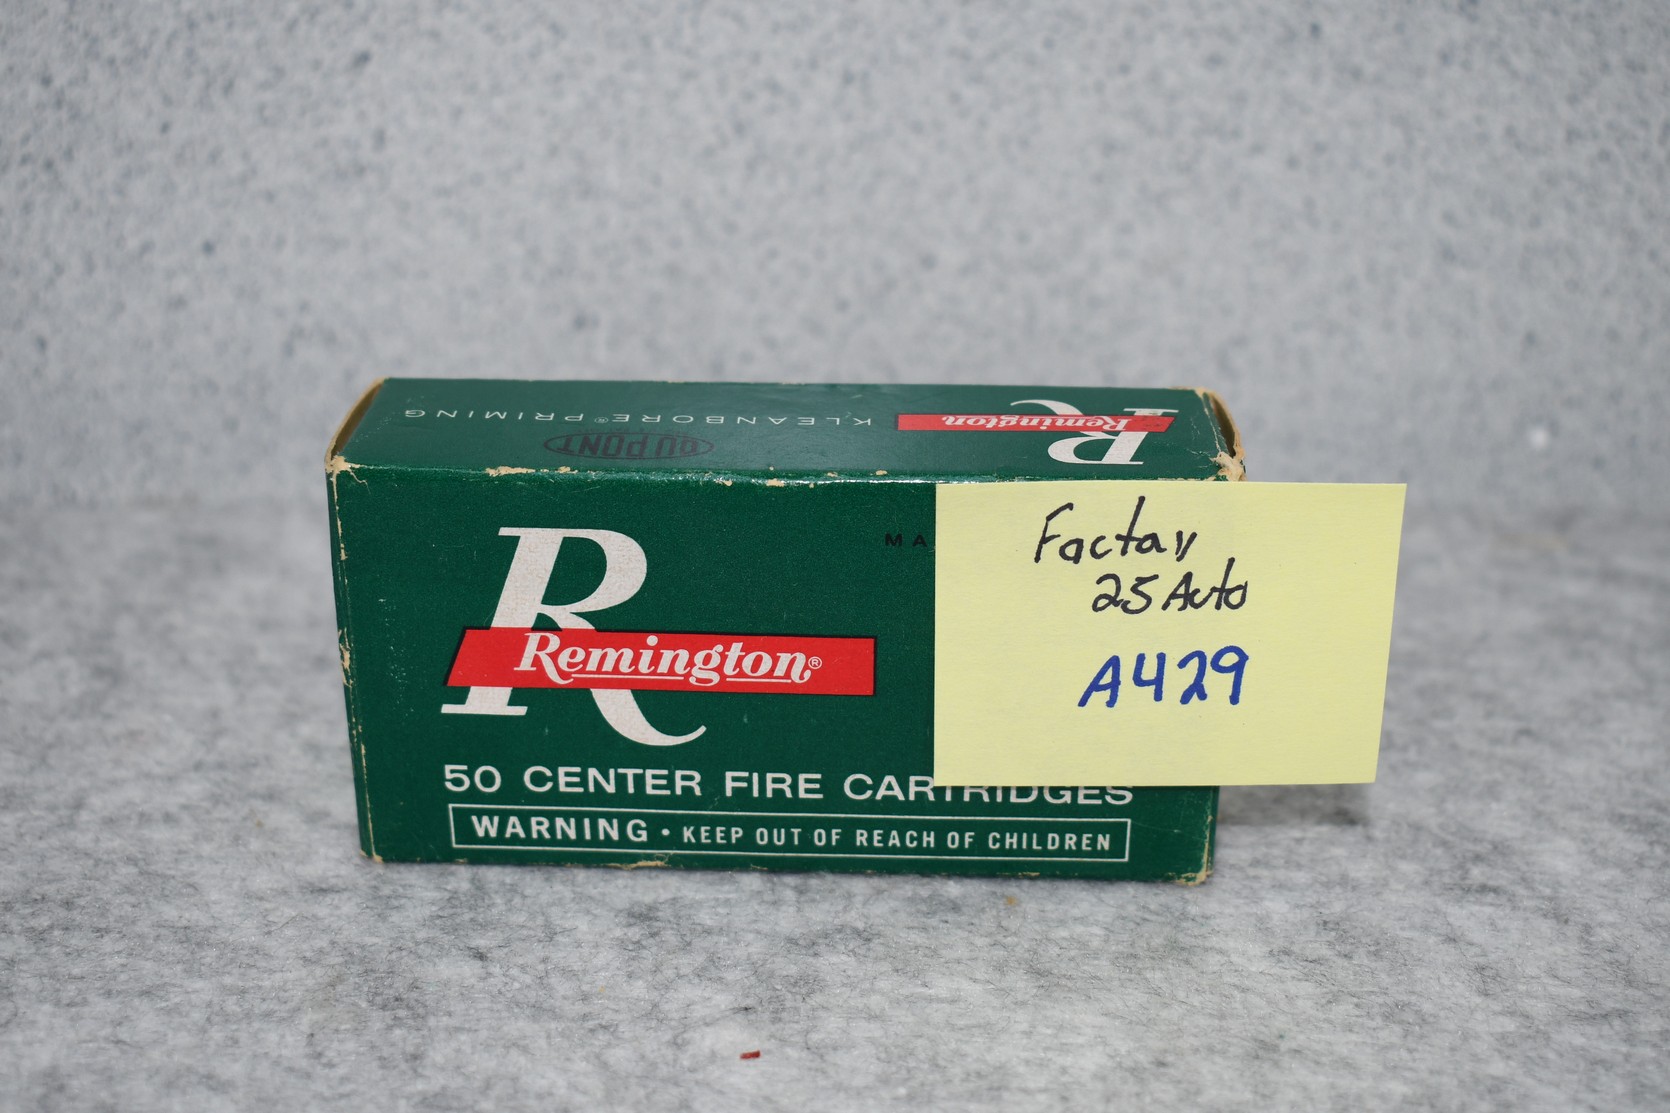 KLEANBORE® PRIMING
DU PONT
R
Remington
R
Remington®
MA
50 CENTER FIRE CARTRIDGES
WARNING • KEEP OUT OF REACH OF CHILDREN
Factory
25 Auto
A429